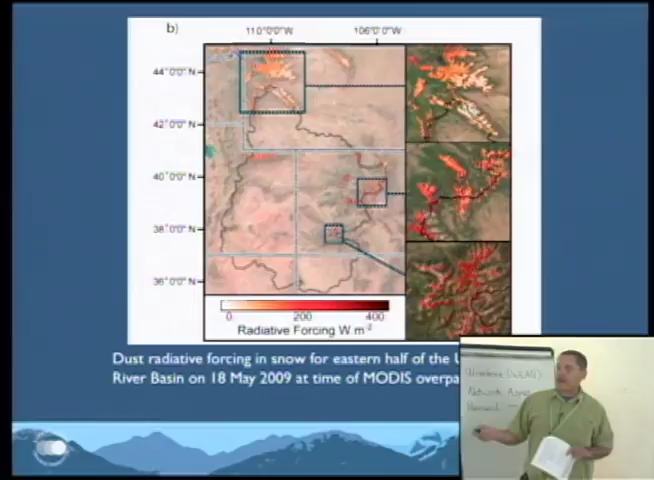 b)
110°0'0"W 106°0'0"W
44°0'0" N
42°0'0" N
40°0'0" N
38°0'0" N
36°0'0" N
0 200 400
Radiative Forcing W m-2
Dust radiative forcing in snow for eastern half of the U
River Basin on 18 May 2009 at time of MODIS overpa
Network